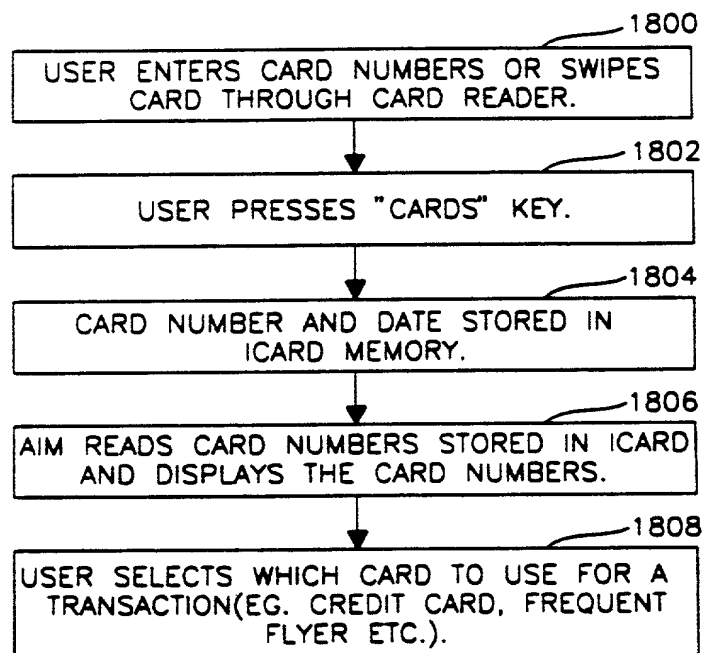 1800
USER ENTERS CARD NUMBERS OR SWIPES
CARD THROUGH CARD READER.
1802
USER PRESSES "CARDS" KEY.
1804
CARD NUMBER AND DATE STORED IN
ICARD MEMORY.
1806
AIM READS CARD NUMBERS STORED IN ICARD
AND DISPLAYS THE CARD NUMBERS.
1808
USER SELECTS WHICH CARD TO USE FOR A
TRANSACTION(EG. CREDIT CARD, FREQUENT
FLYER ETC.).